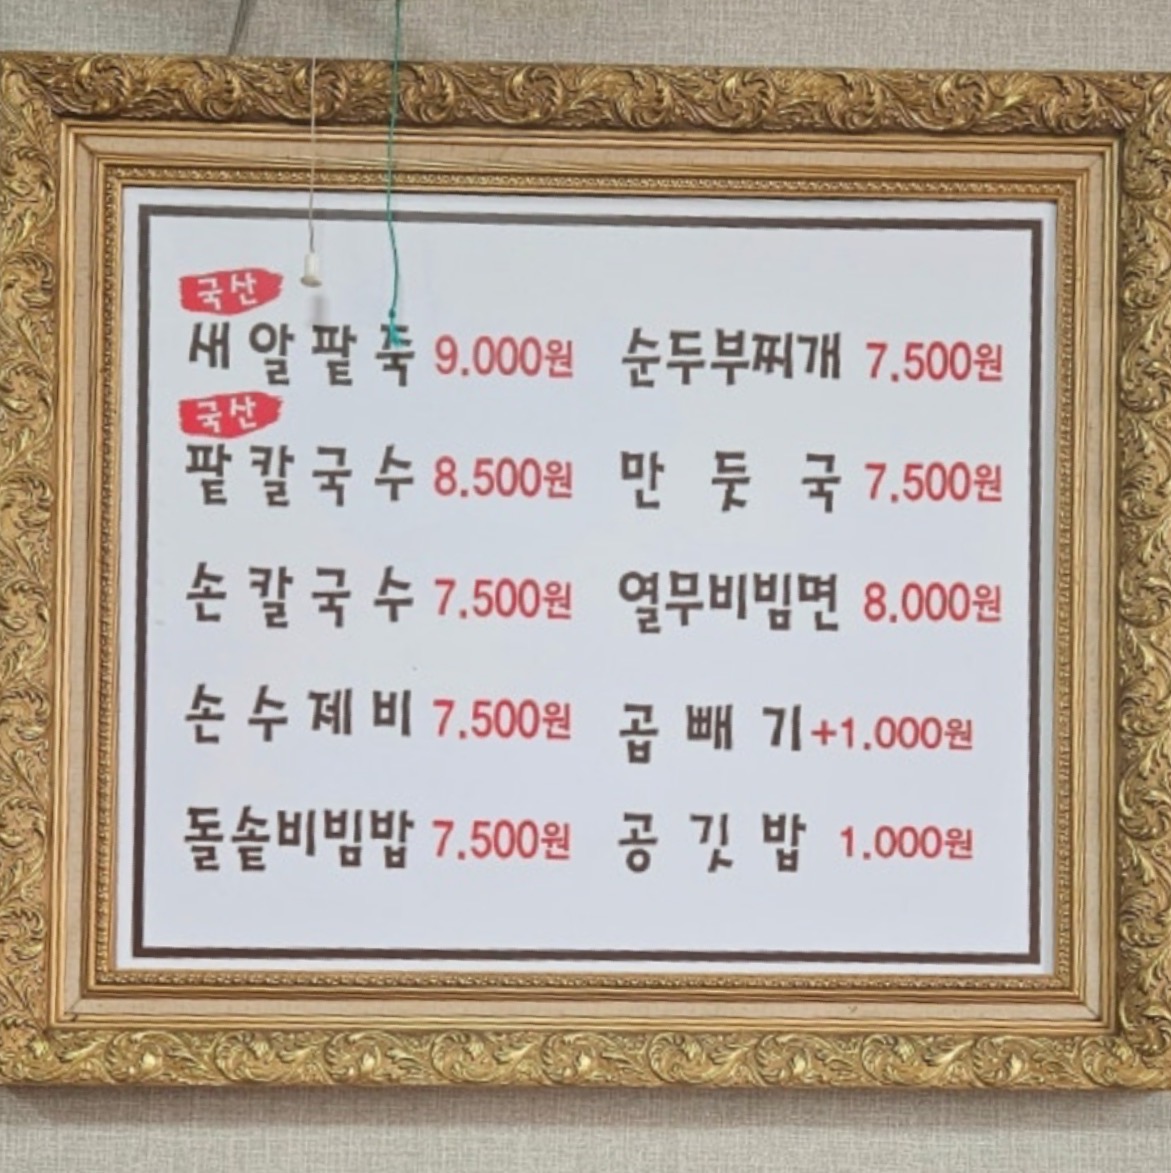 국산
새알팥죽 9.000원
국산
팥칼국수 8.500원
손칼국수 7.500원
손수제비 7.500원
돌솥비빔밥 7.500원
순두부찌개 7.500원
만둣국 7.500원
열무비빔면 8.000원
곱빼기+1.000원
공깃밥 1.000원